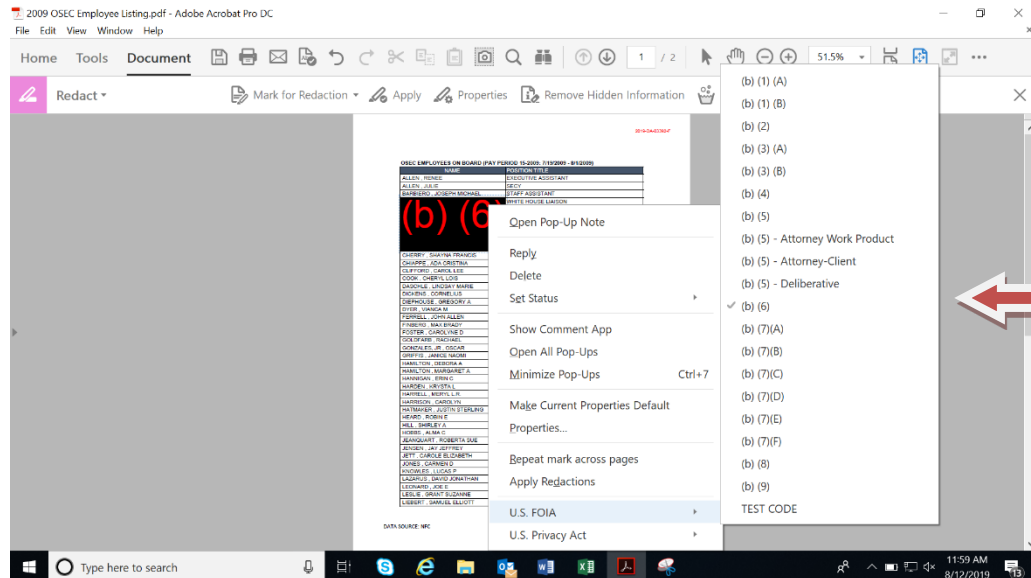 2009 OSEC Employee Listing.pdf - Adobe Acrobat Pro DC
File Edit View Window Help
Home Tools Document 1 / 2 51.5%
Redact Mark for Redaction Apply Properties Remove Hidden Information
OSEC EMPLOYEES ON BOARD (PAY PERIOD 15-2009: 7/19/2009 - 8/1/2009)
NAME POSITION TITLE
ALLEN , RENEE EXECUTIVE ASSISTANT
ALLEN , JULIE SECY
BARBIERO , JOSEPH MICHAEL STAFF ASSISTANT
WHITE HOUSE LIAISON
(b) (6)
CHERRY , SHAYNA FRANCIS
CHIAPPE , ADA CRISTINA
CLIFFORD , CAROL LEE
COOK , CHERYL LOIS
DASCHLE , LINDSAY MARIE
DICKENS , CORNELIUS
DIEPHOUSE , GREGORY A
DYER , VIANCA M
FERRELL , JOHN ALLEN
FINBERG , MAX BRADY
FOSTER , CAROLYNE D
GOLDFARB , RACHAEL
GONZALES, JR , OSCAR
GRIFFIS , JANICE NAOMI
HAMILTON , DEBORA A
HAMILTON , MARGARET A
HANNIGAN , ERIN C
HARDEN , KRYSTA L
HARRELL , MERYL L.R.
HARRISON , CAROLYN
HATMAKER , JUSTIN STERLING
HEARD , ROBIN E
HILL , SHIRLEY A
HOBBS , ALMA C
JEANQUART , ROBERTA SUE
JENSEN , JAY JEFFREY
JETT , CAROLE ELIZABETH
JONES , CARMEN D
KNOWLES , LUCAS P
LAZARUS , DAVID JONATHAN
LEONARD , JOE E
LESLIE , GRANT SUZANNE
LIEBERT , SAMUEL ELLIOTT
DATA SOURCE: NFC
Open Pop-Up Note
Reply
Delete
Set Status
Show Comment App
Open All Pop-Ups
Minimize Pop-Ups Ctrl+7
Make Current Properties Default
Properties...
Repeat mark across pages
Apply Redactions
U.S. FOIA
U.S. Privacy Act
(b) (1) (A)
(b) (1) (B)
(b) (2)
(b) (3) (A)
(b) (3) (B)
(b) (4)
(b) (5)
(b) (5) - Attorney Work Product
(b) (5) - Attorney-Client
(b) (5) - Deliberative
(b) (6)
(b) (7)(A)
(b) (7)(B)
(b) (7)(C)
(b) (7)(D)
(b) (7)(E)
(b) (7)(F)
(b) (8)
(b) (9)
TEST CODE
Type here to search
11:59 AM
8/12/2019
13